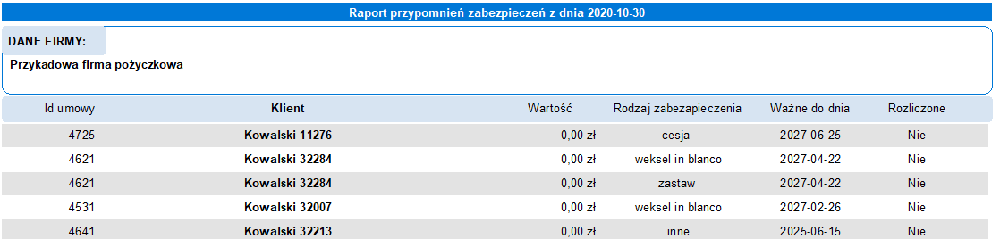 Raport przypomnień zabezpieczeń z dnia 2020-10-30
DANE FIRMY:
Przykadowa firma pożyczkowa
Id umowy Klient Wartość Rodzaj zabezapieczenia Ważne do dnia Rozliczone
4725 Kowalski 11276 0,00 zł cesja 2027-06-25 Nie
4621 Kowalski 32284 0,00 zł weksel in blanco 2027-04-22 Nie
4621 Kowalski 32284 0,00 zł zastaw 2027-04-22 Nie
4531 Kowalski 32007 0,00 zł weksel in blanco 2027-02-26 Nie
4641 Kowalski 32213 0,00 zł inne 2025-06-15 Nie